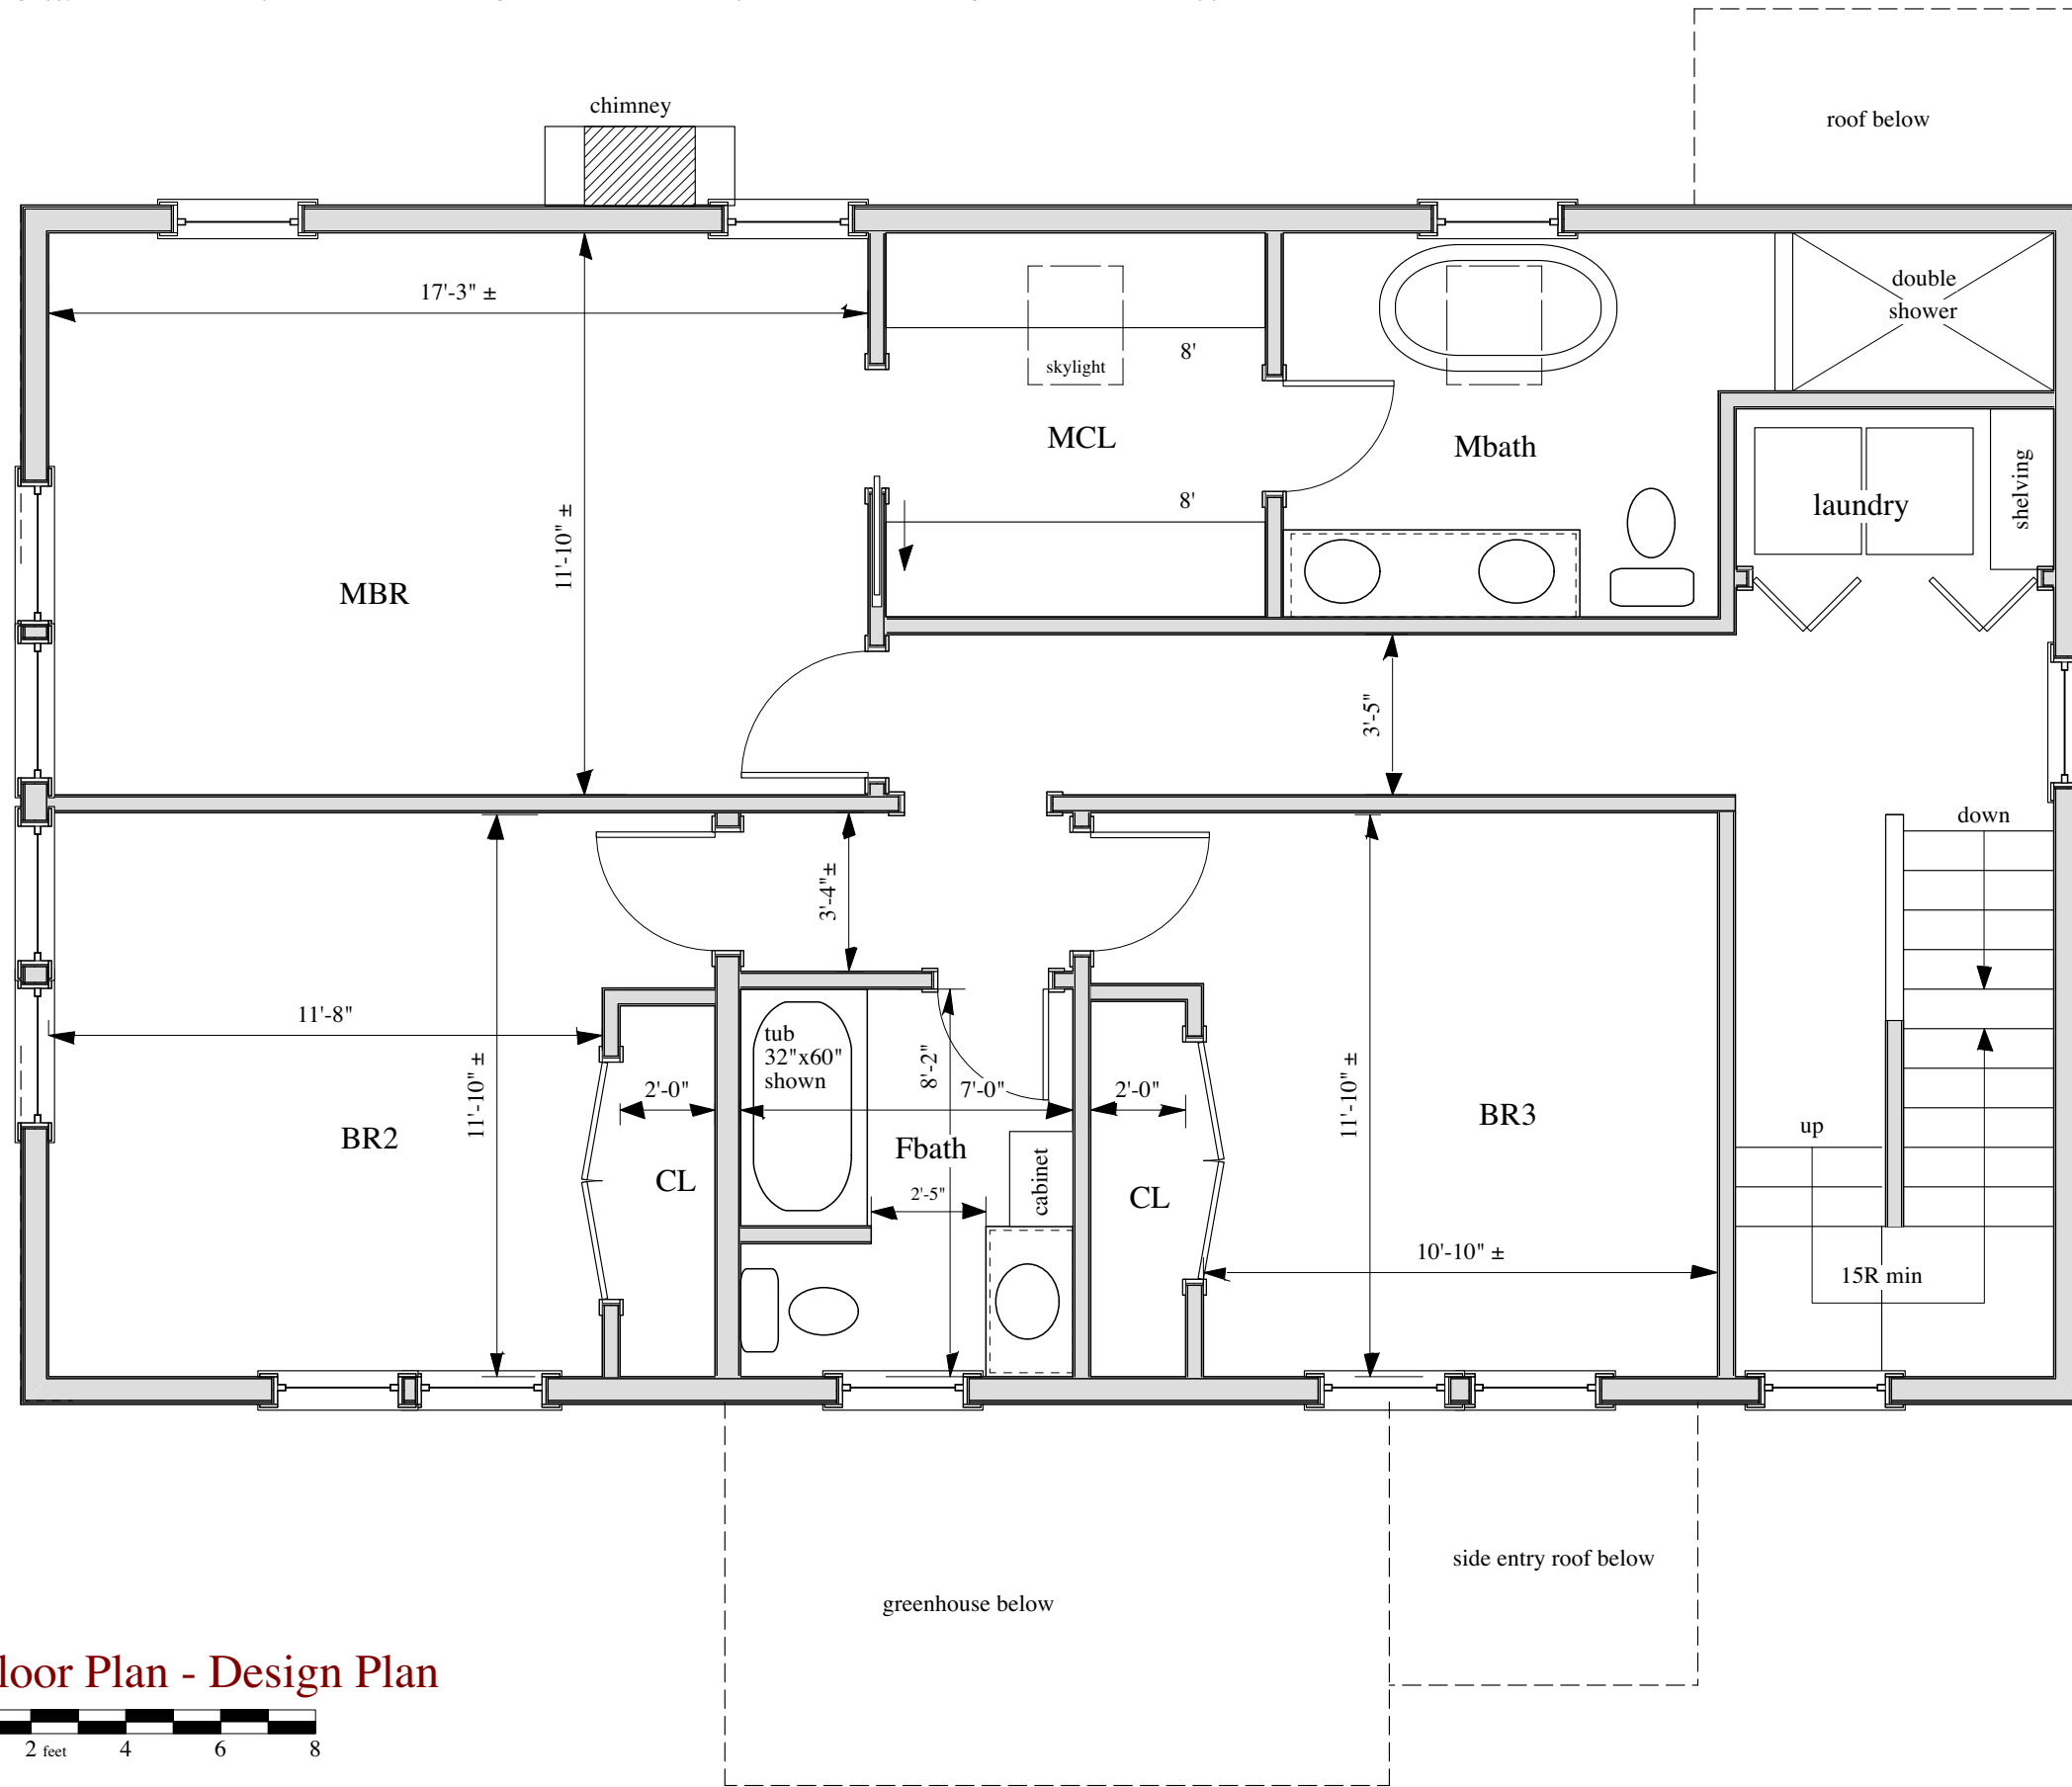 chimney
roof below
17'-3" ±
double
shower
8'
skylight
MCL
Mbath
8'
laundry
shelving
11'-10" ±
MBR
3'-5"
down
3'-4"±
11'-8"
11'-10" ±
tub
32"x60"
shown
8'-2"
2'-0"
7'-0"
2'-0"
11'-10" ±
BR3
BR2
up
Fbath
cabinet
CL
2'-5"
CL
10'-10" ±
15R min
side entry roof below
greenhouse below
loor Plan - Design Plan
2 feet 4 6 8